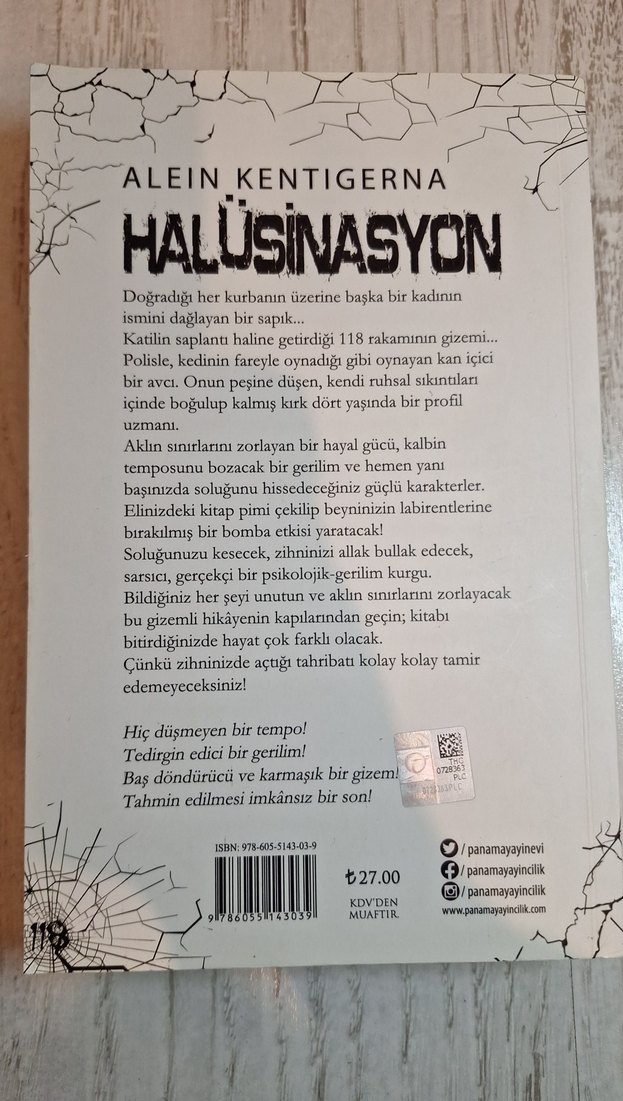 ALEIN KENTIGERNA
HALÜSİNASYON
Doğradığı her kurbanın üzerine başka bir kadının
ismini dağlayan bir sapık...
Katilin saplantı haline getirdiği 118 rakamının gizemi...
Polisle, kedinin fareyle oynadığı gibi oynayan kan içici
bir avcı. Onun peşine düşen, kendi ruhsal sıkıntıları
içinde boğulup kalmış kırk dört yaşında bir profil
uzmanı.
Aklın sınırlarını zorlayan bir hayal gücü, kalbin
temposunu bozacak bir gerilim ve hemen yanı
başınızda soluğunu hissedeceğiniz güçlü karakterler.
Elinizdeki kitap pimi çekilip beyninizin labirentlerine
bırakılmış bir bomba etkisi yaratacak!
Soluğunuzu kesecek, zihninizi allak bullak edecek,
sarsıcı, gerçekçi bir psikolojik-gerilim kurgu.
Bildiğiniz her şeyi unutun ve aklın sınırlarını zorlayacak
bu gizemli hikâyenin kapılarından geçin; kitabı
bitirdiğinizde hayat çok farklı olacak.
Çünkü zihninizde açtığı tahribatı kolay kolay tamir
edemeyeceksiniz!
Hiç düşmeyen bir tempo!
Tedirgin edici bir gerilim!
Baş döndürücü ve karmaşık bir gizem!
Tahmin edilmesi imkânsız bir son!
THG
0728363
PLC
0728363PLC
ISBN: 978-605-5143-03-9
9 786055 143039
₺27.00
KDV'DEN
MUAFTIR.
/ panamayayinevi
/ panamayayincilik
/ panamayayincilik
www.panamayayincilik.com
118